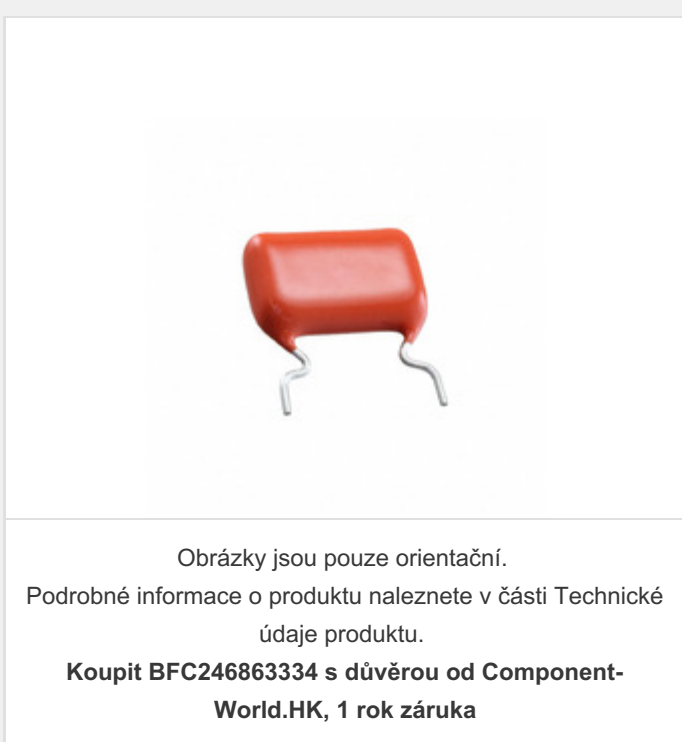 Obrázky jsou pouze orientační.
Podrobné informace o produktu naleznete v části Technické
údaje produktu.
Koupit BFC246863334 s důvěrou od Component-
World.HK, 1 rok záruka